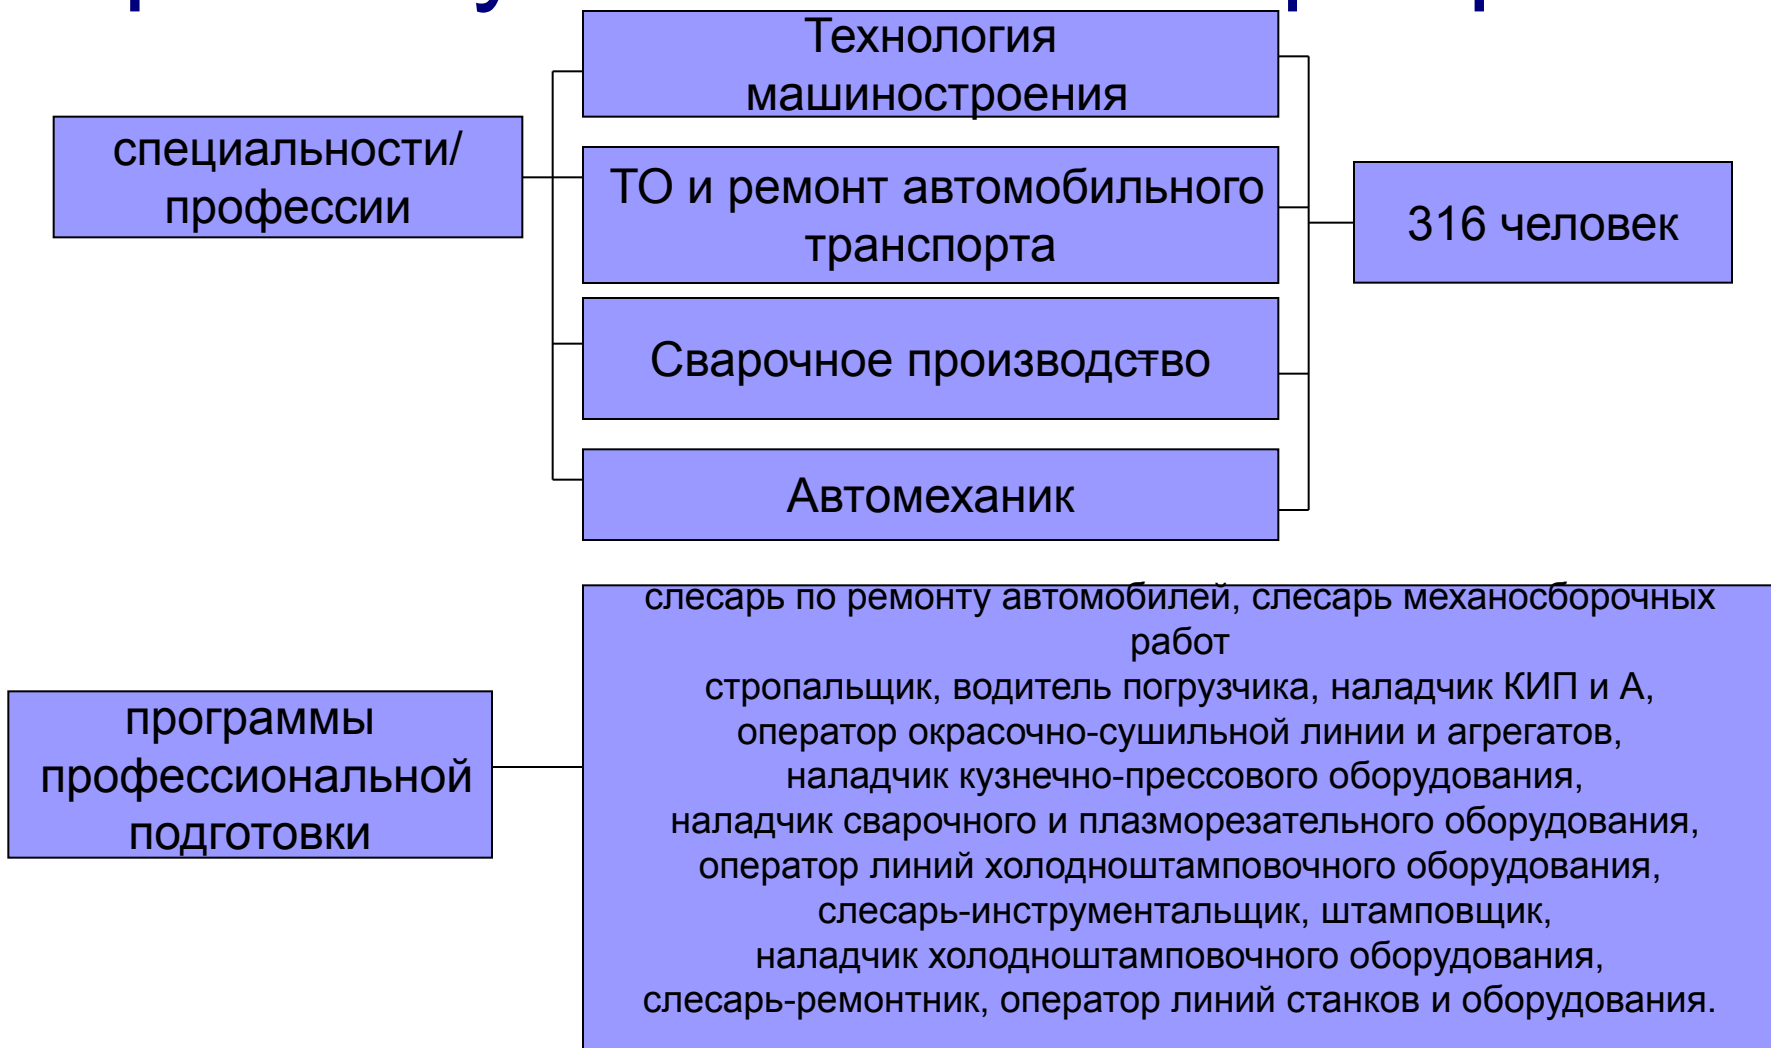 Технология
машиностроения
специальности/
профессии
ТО и ремонт автомобильного
транспорта
316 человек
Сварочное производство
Автомеханик
слесарь по ремонту автомобилей, слесарь механосборочных
работ
стропальщик, водитель погрузчика, наладчик КИП и А,
оператор окрасочно-сушильной линии и агрегатов,
наладчик кузнечно-прессового оборудования,
наладчик сварочного и плазморезательного оборудования,
оператор линий холодноштамповочного оборудования,
слесарь-инструментальщик, штамповщик,
наладчик холодноштамповочного оборудования,
слесарь-ремонтник, оператор линий станков и оборудования.
программы
профессиональной
подготовки